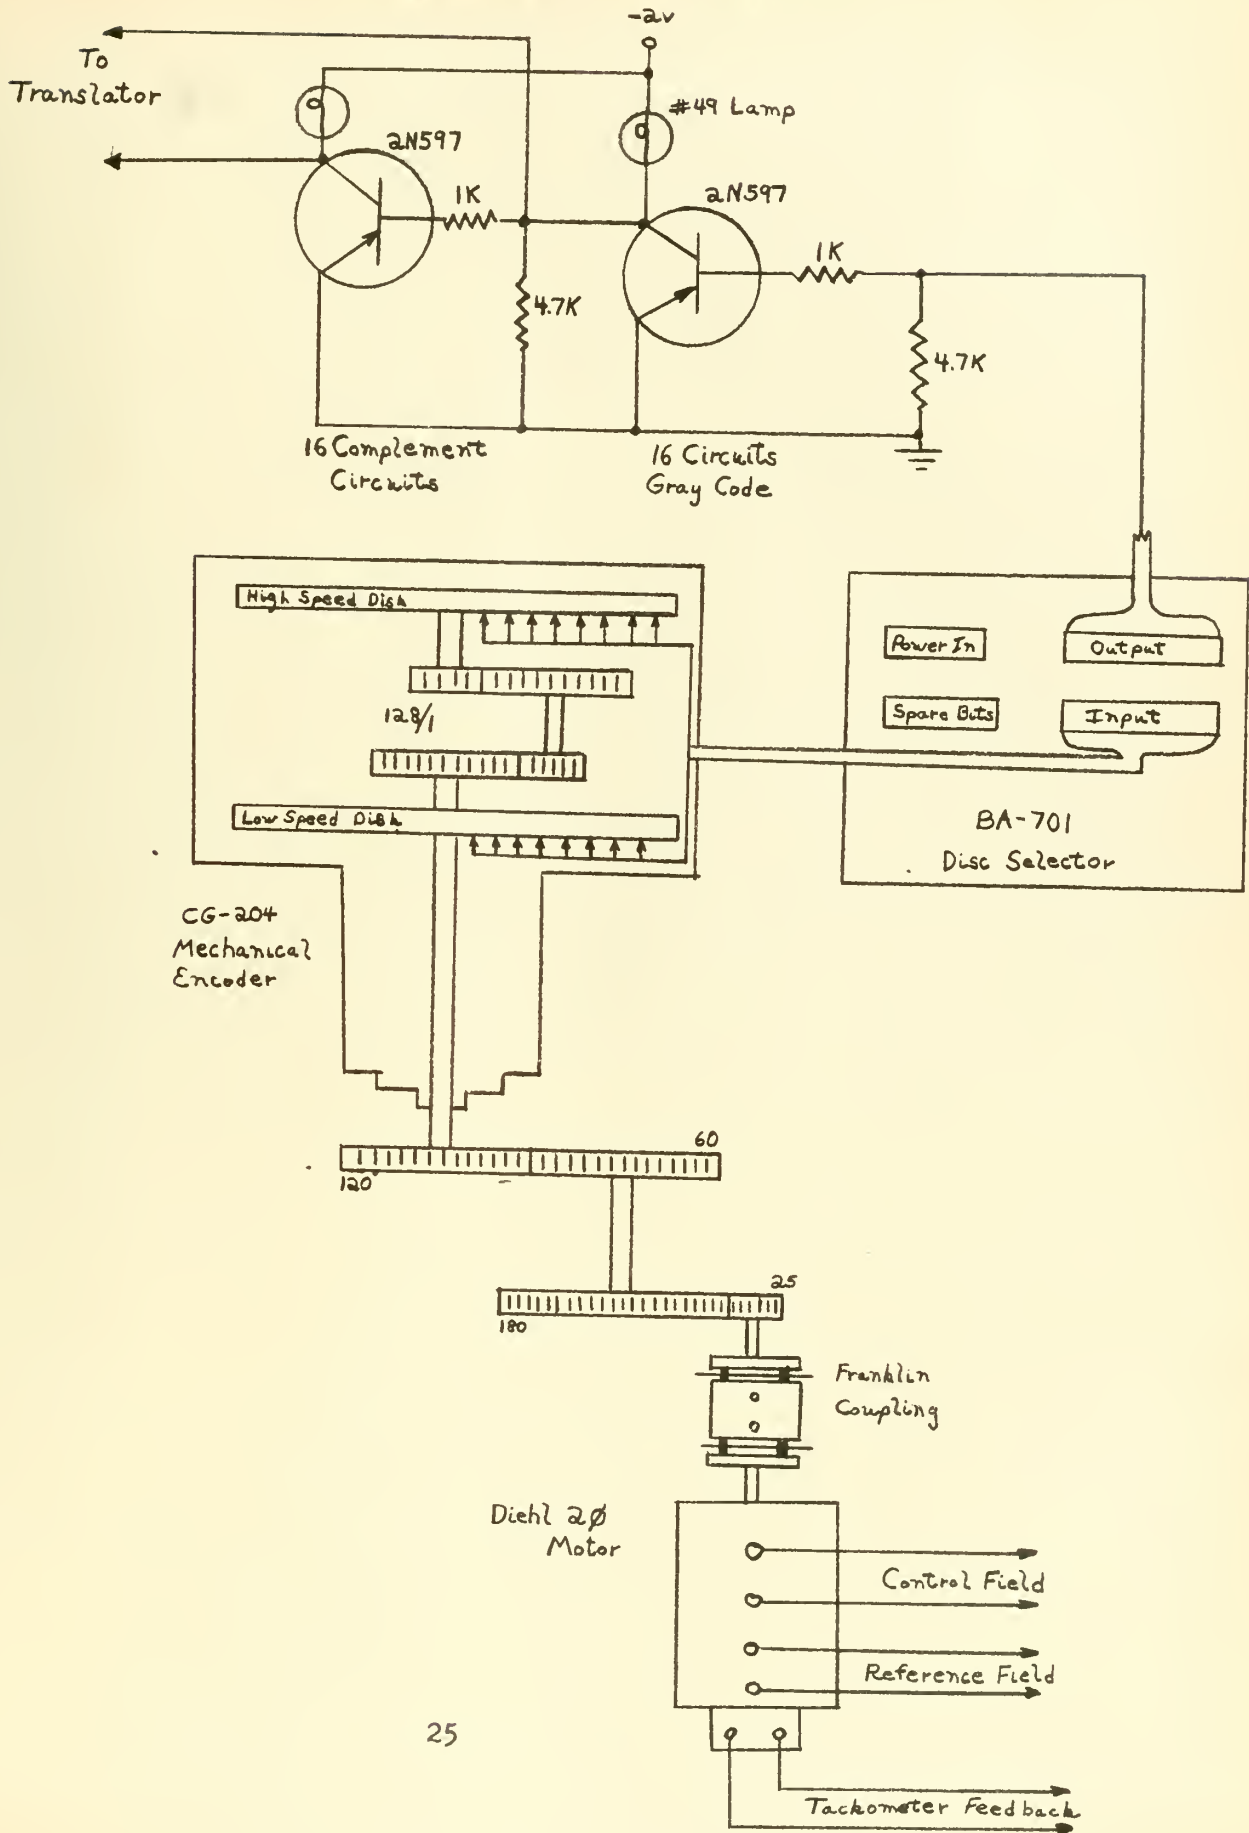 -2v
To
Translator
#49 Lamp
2N597
1K
2N597
1K
4.7K
4.7K
16 Complement
Circuits
16 Circuits
Gray Code
High Speed Disk
Power In
Output
128/1
Spare Bits
Input
Low Speed Disk
BA-701
Disc Selector
CG-204
Mechanical
Encoder
60
120
25
180
Franklin
Coupling
Diehl 2Ø
Motor
Control Field
Reference Field
25
Tachometer Feedback